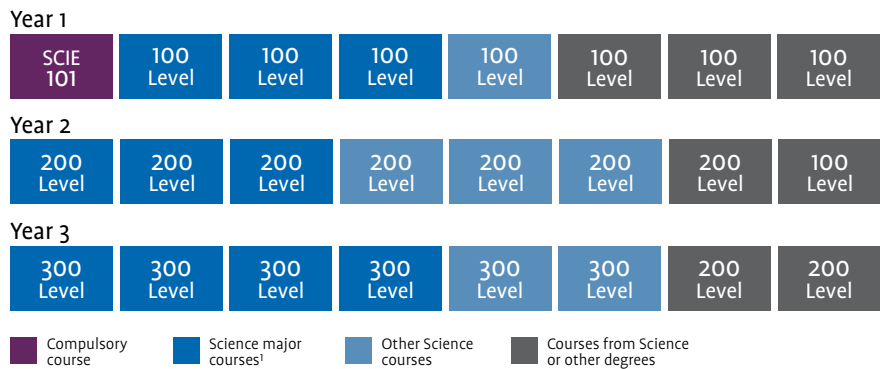 Year 1
SCIE 101
100 Level
100 Level
100 Level
100 Level
100 Level
100 Level
100 Level
Year 2
200 Level
200 Level
200 Level
200 Level
200 Level
200 Level
200 Level
100 Level
Year 3
300 Level
300 Level
300 Level
300 Level
300 Level
300 Level
200 Level
200 Level
Compulsory
course
Science major
courses¹
Other Science
courses
Courses from Science
or other degrees